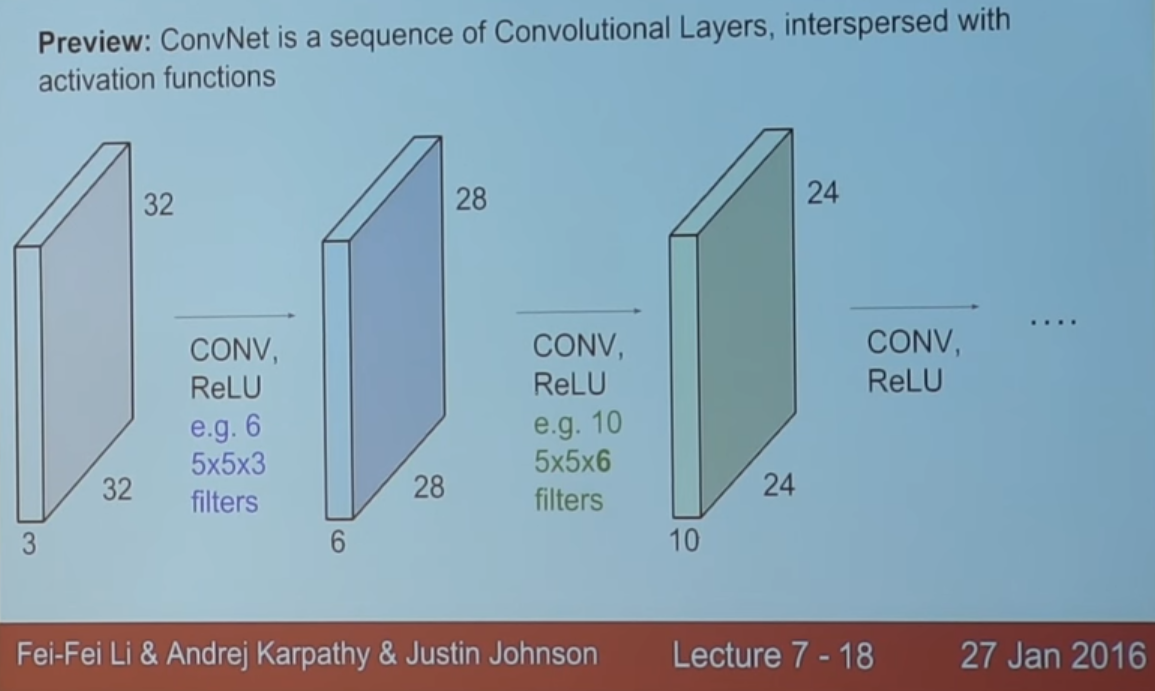 Preview: ConvNet is a sequence of Convolutional Layers, interspersed with
activation functions
32
32
3
CONV,
ReLU
e.g. 6
5x5x3
filters
28
28
6
CONV,
ReLU
e.g. 10
5x5x6
filters
24
24
10
CONV,
ReLU
....
Fei-Fei Li & Andrej Karpathy & Justin Johnson
Lecture 7 - 18
27 Jan 2016